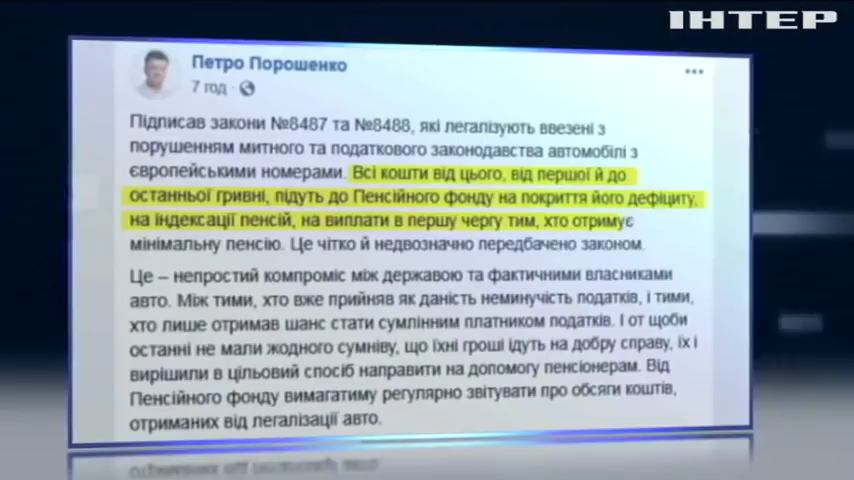 ІНТЕР
Петро Порошенко
7 год ·
Підписав закони №8487 та №8488, які легалізують ввезені з
порушенням митного та податкового законодавства автомобілі з
європейськими номерами. Всі кошти від цього, від першої й до
останньої гривні, підуть до Пенсійного фонду на покриття його дефіциту,
на індексації пенсій, на виплати в першу чергу тим, хто отримує
мінімальну пенсію. Це чітко й недвозначно передбачено законом.
Це – непростий компроміс між державою та фактичними власниками
авто. Між тими, хто вже прийняв як даність неминучість податків, і тими,
хто лише отримав шанс стати сумлінним платником податків. І от щоби
останні не мали жодного сумніву, що їхні гроші ідуть на добру справу, їх і
вирішили в цільовий спосіб направити на допомогу пенсіонерам. Від
Пенсійного фонду вимагатиму регулярно звітувати про обсяги коштів,
отриманих від легалізації авто.